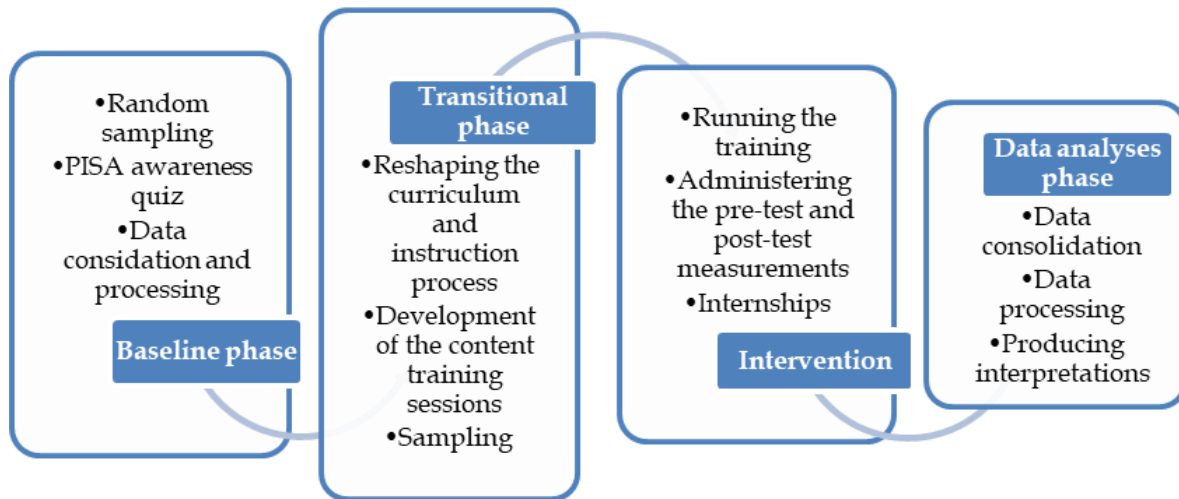 •Random
sampling
•PISA awareness
quiz
•Data
considation and
processing
Baseline phase
Transitional
phase
•Reshaping the
curriculum
and
instruction
process
•Development
of the content
training
sessions
•Sampling
•Running the
training
•Administering
the pre-test and
post-test
measurements
•Internships
Intervention
Data analyses
phase
•Data
consolidation
•Data
processing
•Producing
interpretations